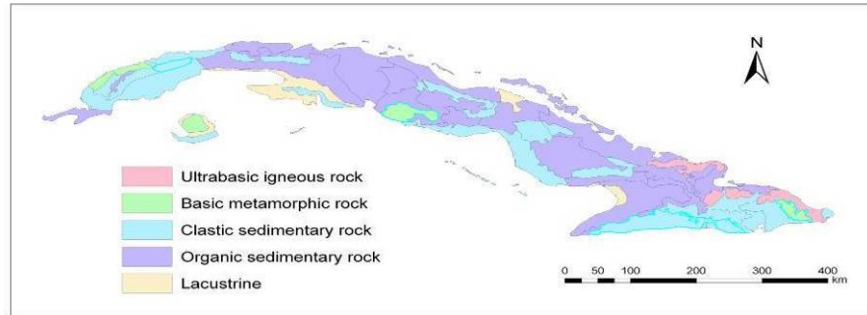 N
Ultrabasic igneous rock
Basic metamorphic rock
Clastic sedimentary rock
Organic sedimentary rock
Lacustrine
0 50 100 200 300 400
km